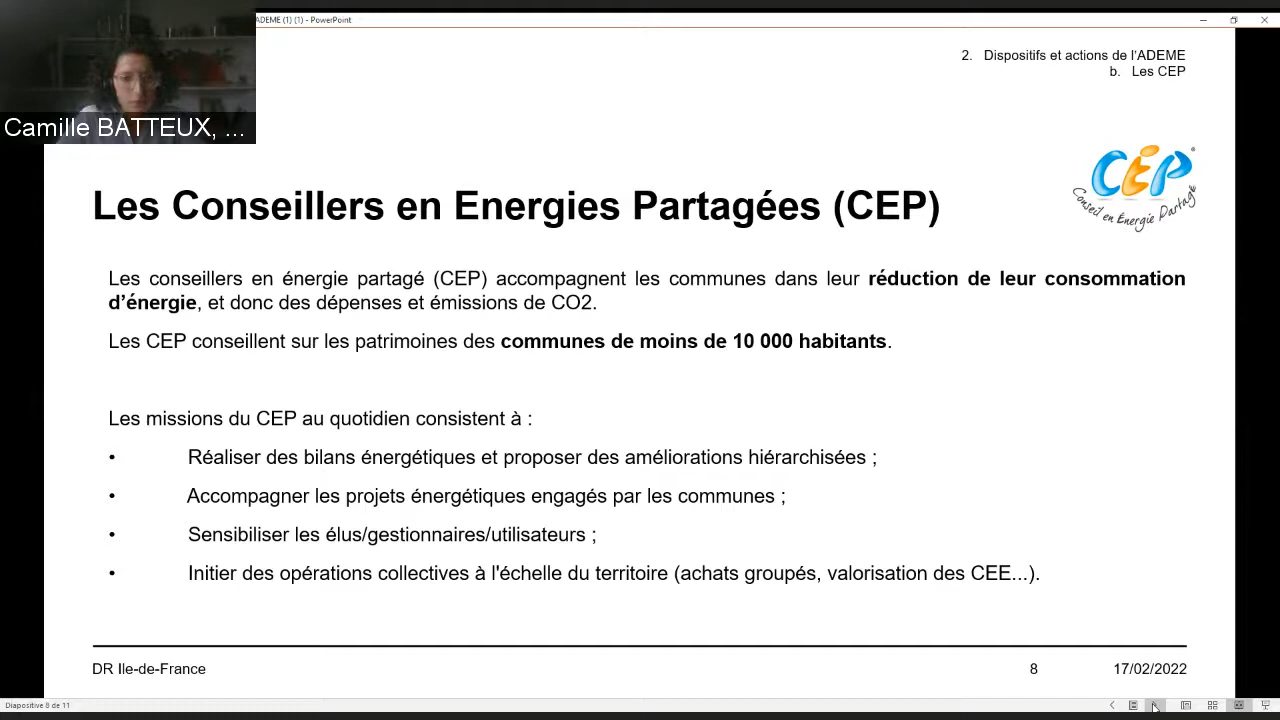 ADEME (1) (1) - PowerPoint
Camille BATTEUX, ...
2. Dispositifs et actions de l'ADEME
b. Les CEP
CEP
Conseil en Énergie Partagé
Les Conseillers en Energies Partagées (CEP)
Les conseillers en énergie partagé (CEP) accompagnent les communes dans leur réduction de leur consommation
d’énergie, et donc des dépenses et émissions de CO2.
Les CEP conseillent sur les patrimoines des communes de moins de 10 000 habitants.
Les missions du CEP au quotidien consistent à :
• Réaliser des bilans énergétiques et proposer des améliorations hiérarchisées ;
• Accompagner les projets énergétiques engagés par les communes ;
• Sensibiliser les élus/gestionnaires/utilisateurs ;
• Initier des opérations collectives à l'échelle du territoire (achats groupés, valorisation des CEE...).
DR Ile-de-France
8
17/02/2022
Diapositive 8 de 11